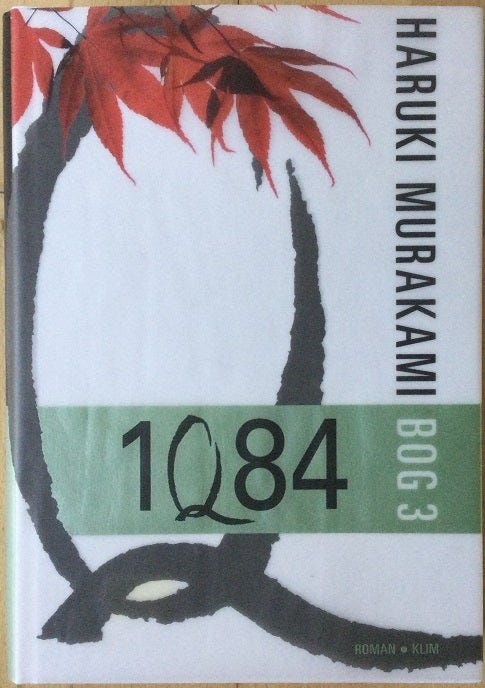 HARUKI MURAKAMI BOG 3
1Q84
ROMAN • KLIM